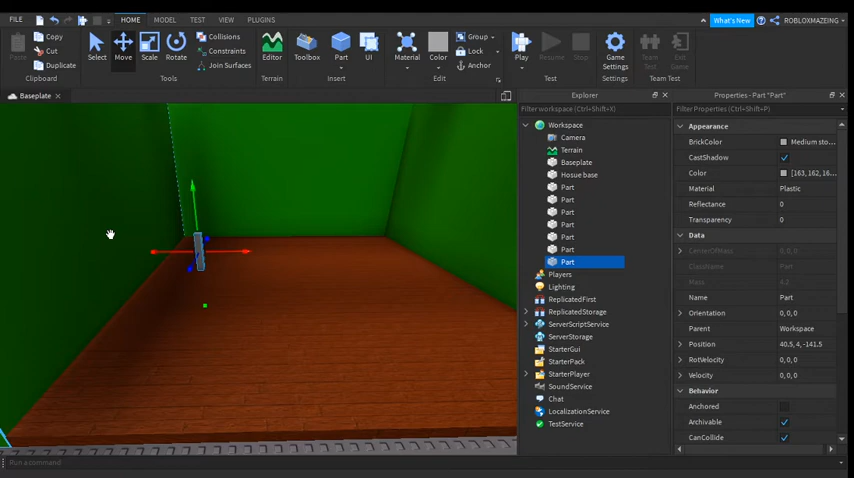 FILE HOME MODEL TEST VIEW PLUGINS What's New ROBLOXMAZEING
Paste Copy Cut Duplicate Clipboard
Select Move Scale Rotate Collisions Constraints Join Surfaces Tools
Editor Terrain
Toolbox Part UI Insert
Material Color Group Lock Anchor Edit
Play Resume Stop Test
Game Settings Settings
Team Test Exit Game Team Test
Baseplate
Explorer
Filter workspace (Ctrl+Shift+X)
Workspace
Camera
Terrain
Baseplate
Hosue base
Part
Part
Part
Part
Part
Part
Part
Players
Lighting
ReplicatedFirst
ReplicatedStorage
ServerScriptService
ServerStorage
StarterGui
StarterPack
StarterPlayer
SoundService
Chat
LocalizationService
TestService
Properties - Part "Part"
Filter Properties (Ctrl+Shift+P)
Appearance
BrickColor Medium sto...
CastShadow
Color [163, 162, 16...
Material Plastic
Reflectance 0
Transparency 0
Data
CenterOfMass 0, 0, 0
ClassName Part
Mass 4.2
Name Part
Orientation 0, 0, 0
Parent Workspace
Position 40.5, 4, -141.5
RotVelocity 0, 0, 0
Velocity 0, 0, 0
Behavior
Anchored
Archivable
CanCollide
Run a command